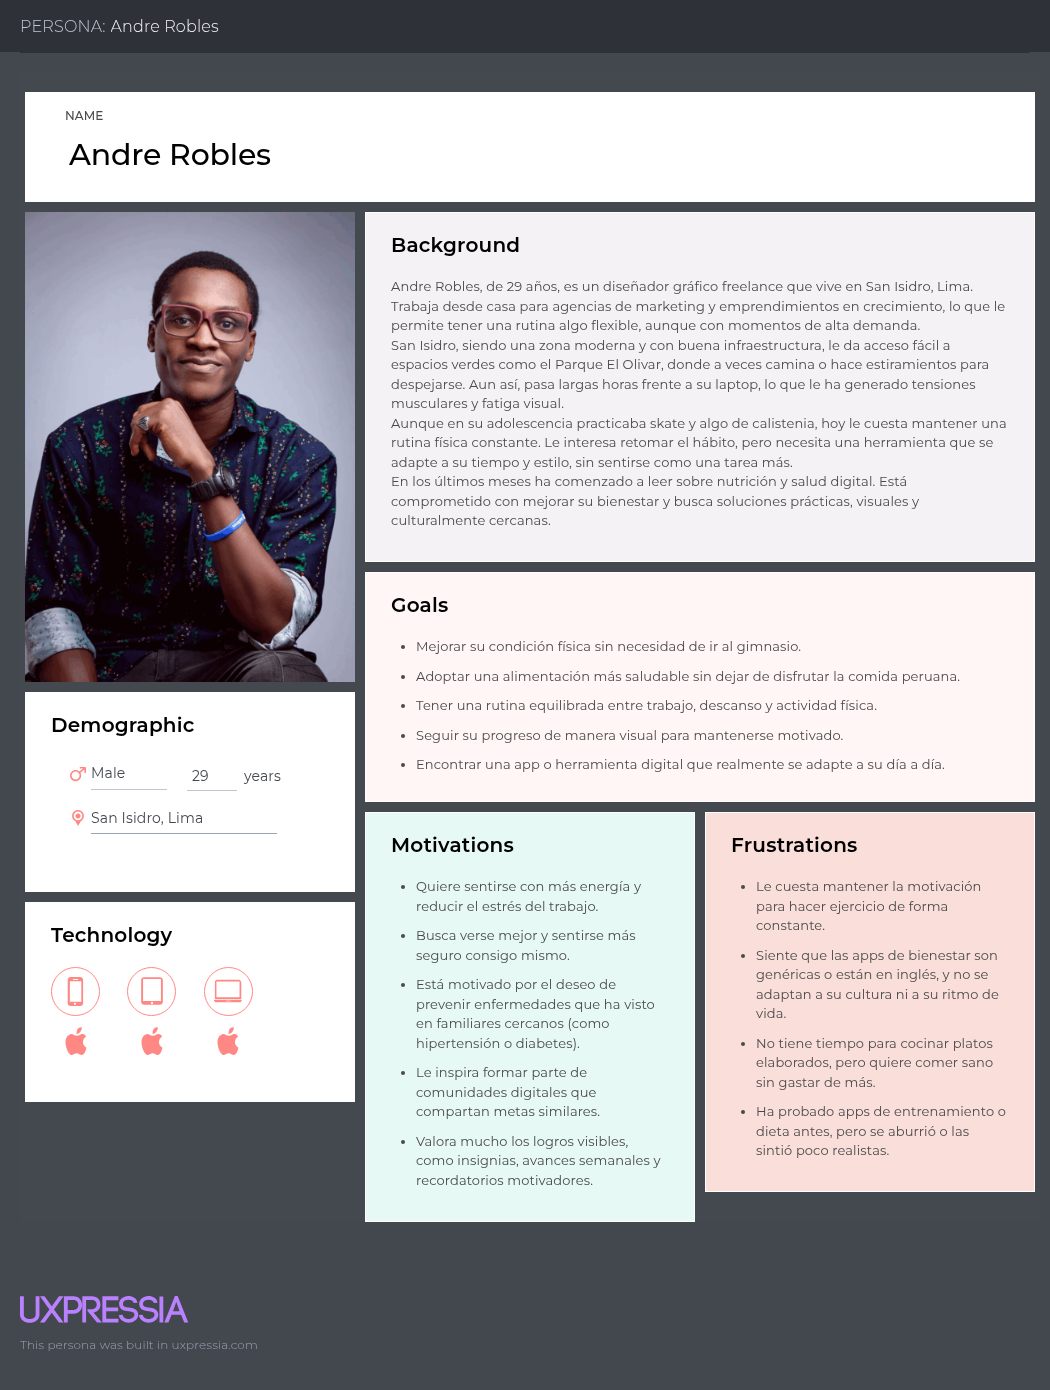 PERSONA: Andre Robles
NAME
Andre Robles
Background
Andre Robles, de 29 años, es un diseñador gráfico freelance que vive en San Isidro, Lima.
Trabaja desde casa para agencias de marketing y emprendimientos en crecimiento, lo que le
permite tener una rutina algo flexible, aunque con momentos de alta demanda.
San Isidro, siendo una zona moderna y con buena infraestructura, le da acceso fácil a
espacios verdes como el Parque El Olivar, donde a veces camina o hace estiramientos para
despejarse. Aun así, pasa largas horas frente a su laptop, lo que le ha generado tensiones
musculares y fatiga visual.
Aunque en su adolescencia practicaba skate y algo de calistenia, hoy le cuesta mantener una
rutina física constante. Le interesa retomar el hábito, pero necesita una herramienta que se
adapte a su tiempo y estilo, sin sentirse como una tarea más.
En los últimos meses ha comenzado a leer sobre nutrición y salud digital. Está
comprometido con mejorar su bienestar y busca soluciones prácticas, visuales y
culturalmente cercanas.
Goals
• Mejorar su condición física sin necesidad de ir al gimnasio.
• Adoptar una alimentación más saludable sin dejar de disfrutar la comida peruana.
• Tener una rutina equilibrada entre trabajo, descanso y actividad física.
• Seguir su progreso de manera visual para mantenerse motivado.
• Encontrar una app o herramienta digital que realmente se adapte a su día a día.
Demographic
Male 29 years
San Isidro, Lima
Technology
Motivations
• Quiere sentirse con más energía y
reducir el estrés del trabajo.
• Busca verse mejor y sentirse más
seguro consigo mismo.
• Está motivado por el deseo de
prevenir enfermedades que ha visto
en familiares cercanos (como
hipertensión o diabetes).
• Le inspira formar parte de
comunidades digitales que
compartan metas similares.
• Valora mucho los logros visibles,
como insignias, avances semanales y
recordatorios motivadores.
Frustrations
• Le cuesta mantener la motivación
para hacer ejercicio de forma
constante.
• Siente que las apps de bienestar son
genéricas o están en inglés, y no se
adaptan a su cultura ni a su ritmo de
vida.
• No tiene tiempo para cocinar platos
elaborados, pero quiere comer sano
sin gastar de más.
• Ha probado apps de entrenamiento o
dieta antes, pero se aburrió o las
sintió poco realistas.
UXPRESSIA
This persona was built in uxpressia.com